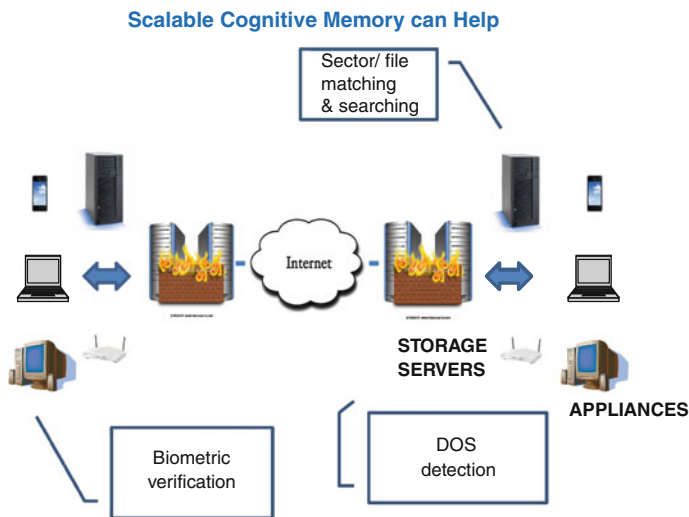 Scalable Cognitive Memory can Help
Sector/ file
matching
& searching
Internet
STORAGE
SERVERS
APPLIANCES
Biometric
verification
DOS
detection